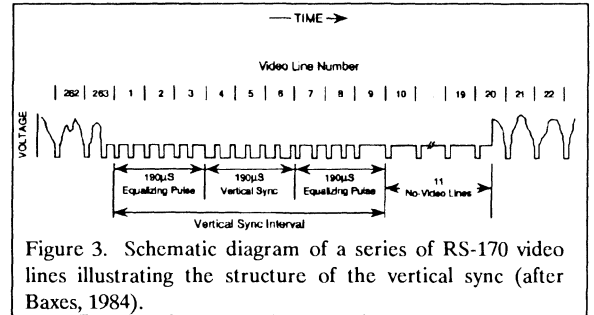 TIME
Video Line Number
262 263 1 2 3 4 5 6 7 8 9 10 19 20 21 22
VOLTAGE
190µS 190µS 190µS 11
Equalizing Pulse Vertical Sync Equalizing Pulse No-Video Lines
Vertical Sync Interval
Figure 3. Schematic diagram of a series of RS-170 video
lines illustrating the structure of the vertical sync (after
Baxes, 1984).